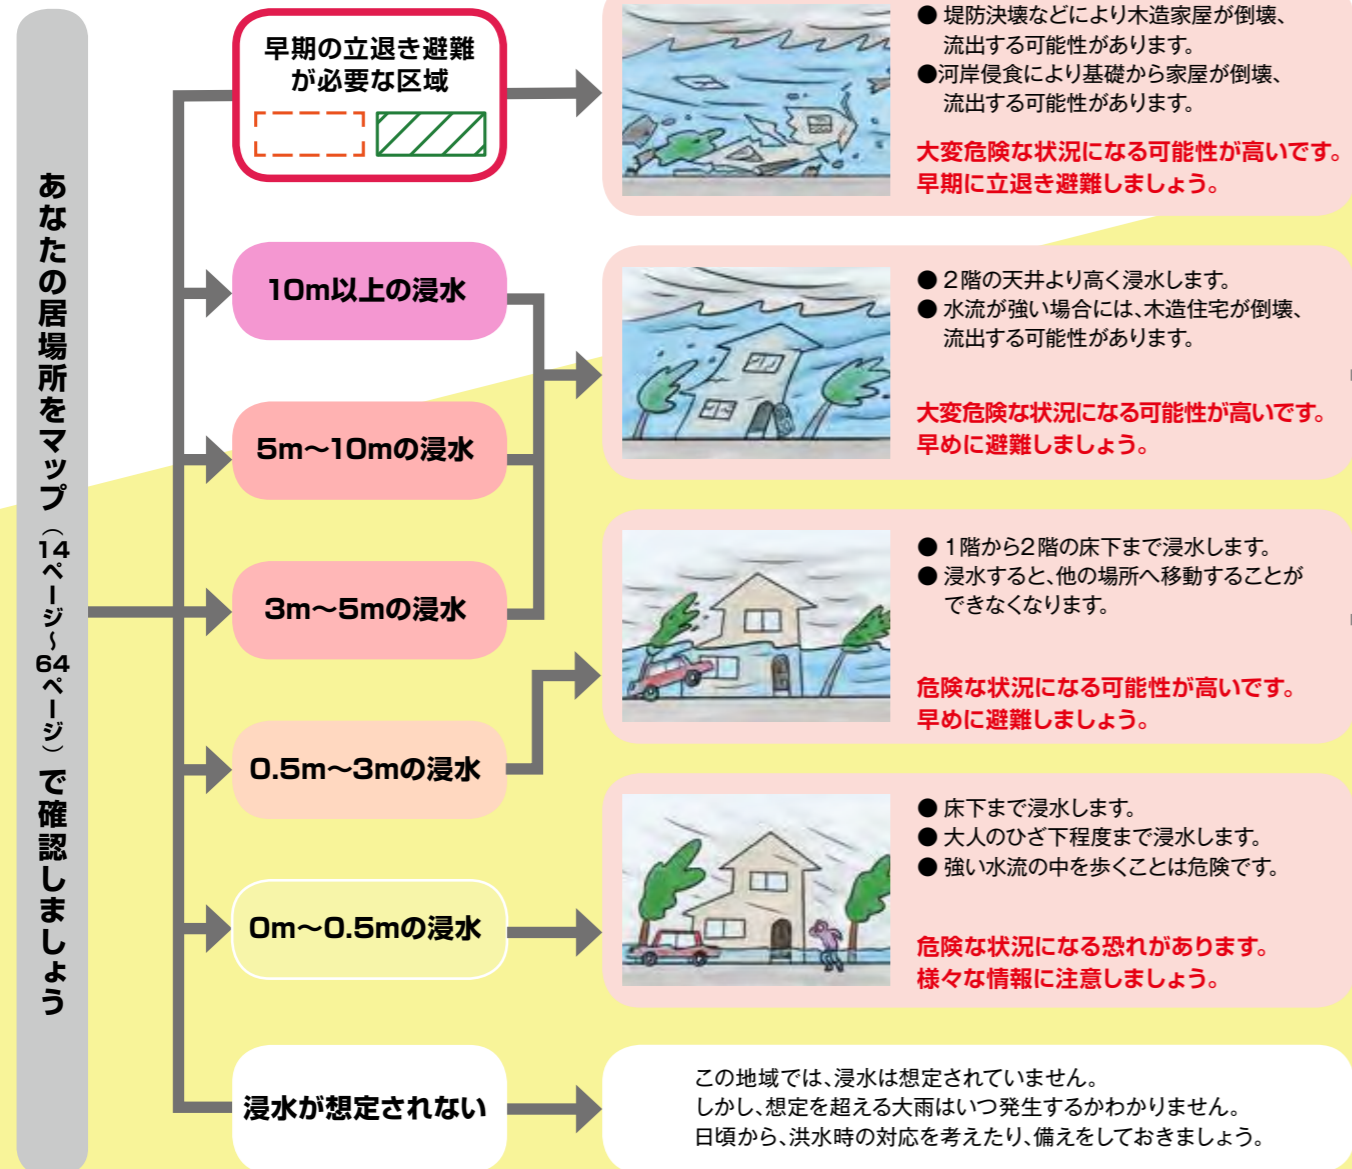 あなたの居場所をマップ（14ページ〜64ページ）で確認しましょう
早期の立退き避難
が必要な区域
● 堤防決壊などにより木造家屋が倒壊、
流出する可能性があります。
●河岸侵食により基礎から家屋が倒壊、
流出する可能性があります。
大変危険な状況になる可能性が高いです。
早期に立退き避難しましょう。
10m以上の浸水
5m〜10mの浸水
3m〜5mの浸水
● 2階の天井より高く浸水します。
● 水流が強い場合には、木造住宅が倒壊、
流出する可能性があります。
大変危険な状況になる可能性が高いです。
早めに避難しましょう。
0.5m〜3mの浸水
● 1階から2階の床下まで浸水します。
● 浸水すると、他の場所へ移動することが
できなくなります。
危険な状況になる可能性が高いです。
早めに避難しましょう。
0m〜0.5mの浸水
● 床下まで浸水します。
● 大人のひざ下程度まで浸水します。
● 強い水流の中を歩くことは危険です。
危険な状況になる恐れがあります。
様々な情報に注意しましょう。
浸水が想定されない
この地域では、浸水は想定されていません。
しかし、想定を超える大雨はいつ発生するかわかりません。
日頃から、洪水時の対応を考えたり、備えをしておきましょう。